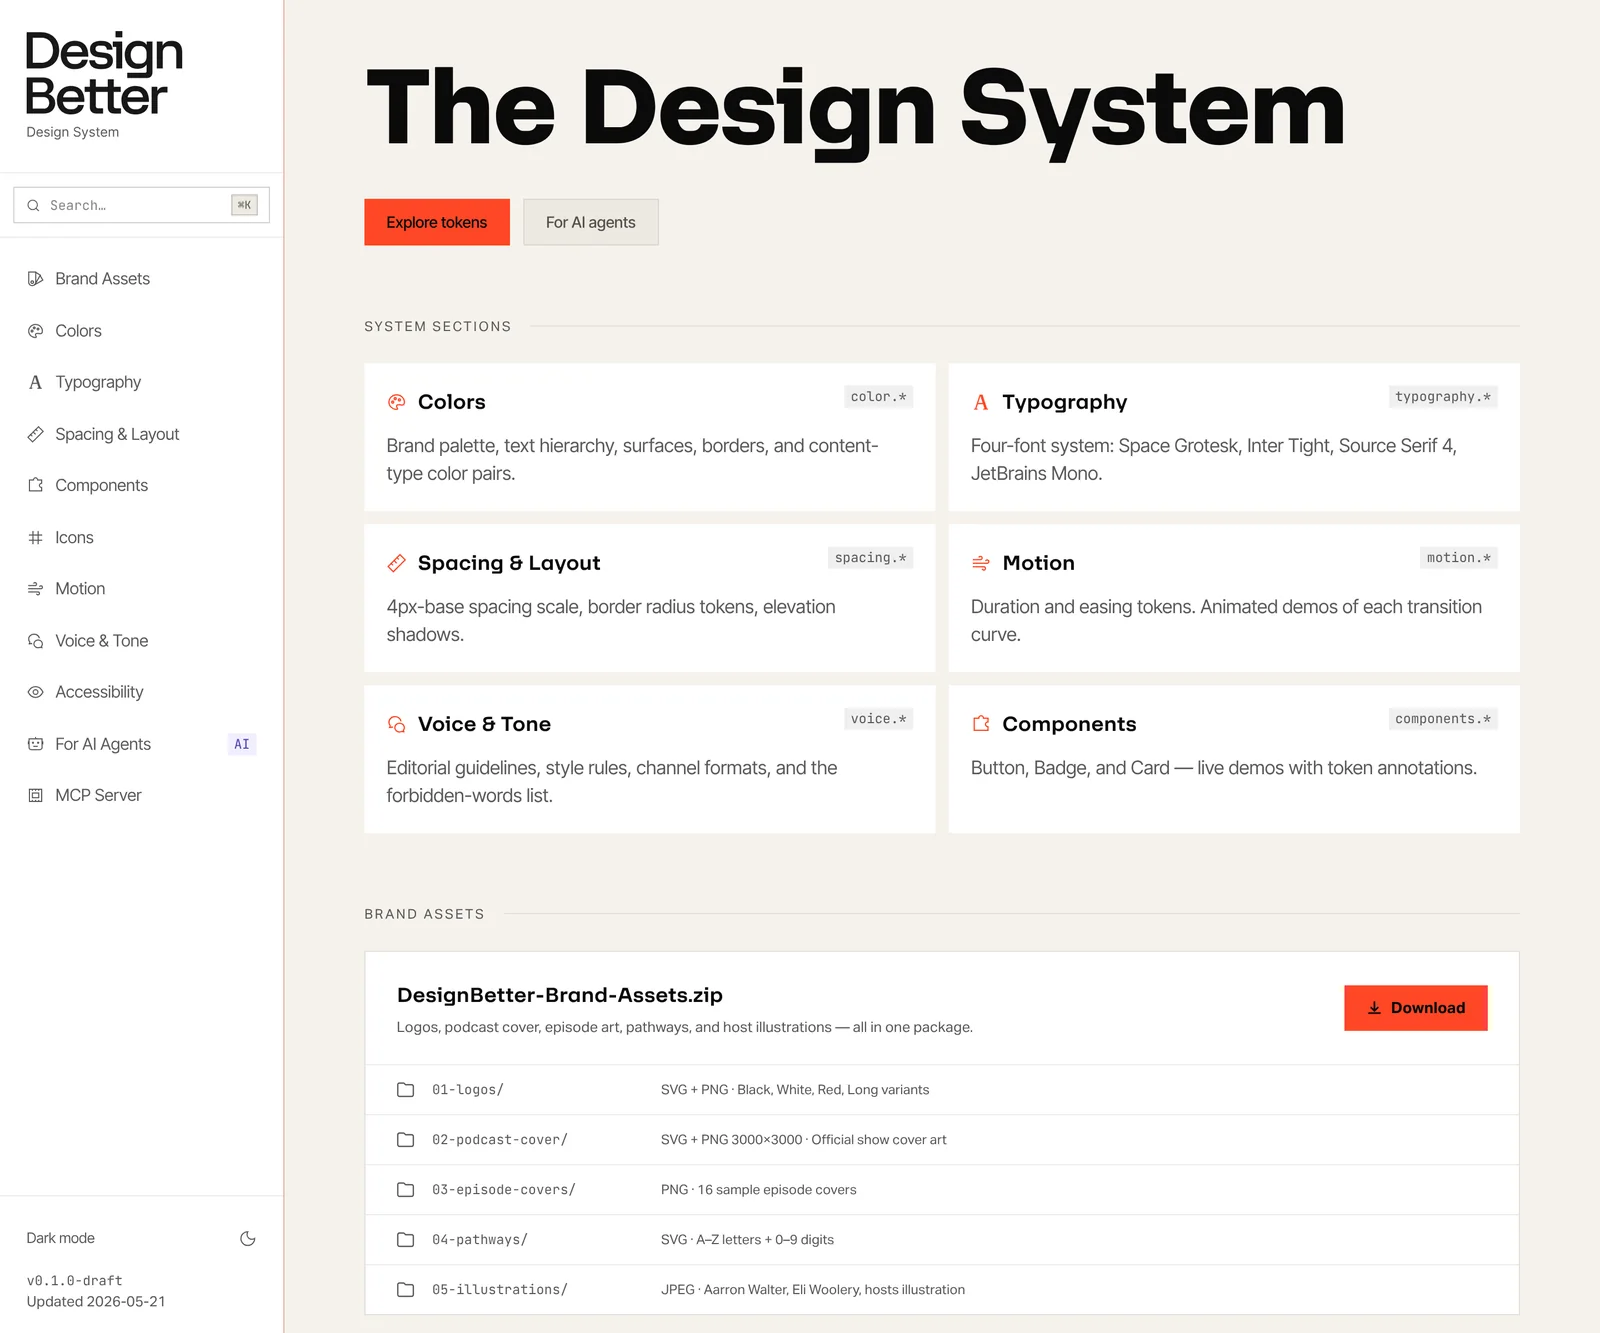 Design
Better
Design System
Search…
⌘K
Brand Assets
Colors
Typography
Spacing & Layout
Components
Icons
Motion
Voice & Tone
Accessibility
For AI Agents
AI
MCP Server
Dark mode
v0.1.0-draft
Updated 2026-05-21
The Design System
Explore tokens
For AI agents
SYSTEM SECTIONS
Colors
color.*
Brand palette, text hierarchy, surfaces, borders, and content-
type color pairs.
Typography
typography.*
Four-font system: Space Grotesk, Inter Tight, Source Serif 4,
JetBrains Mono.
Spacing & Layout
spacing.*
4px-base spacing scale, border radius tokens, elevation
shadows.
Motion
motion.*
Duration and easing tokens. Animated demos of each transition
curve.
Voice & Tone
voice.*
Editorial guidelines, style rules, channel formats, and the
forbidden-words list.
Components
components.*
Button, Badge, and Card — live demos with token annotations.
BRAND ASSETS
DesignBetter-Brand-Assets.zip
Logos, podcast cover, episode art, pathways, and host illustrations — all in one package.
Download
01-logos/
SVG + PNG · Black, White, Red, Long variants
02-podcast-cover/
SVG + PNG 3000×3000 · Official show cover art
03-episode-covers/
PNG · 16 sample episode covers
04-pathways/
SVG · A–Z letters + 0–9 digits
05-illustrations/
JPEG · Aarron Walter, Eli Woolery, hosts illustration